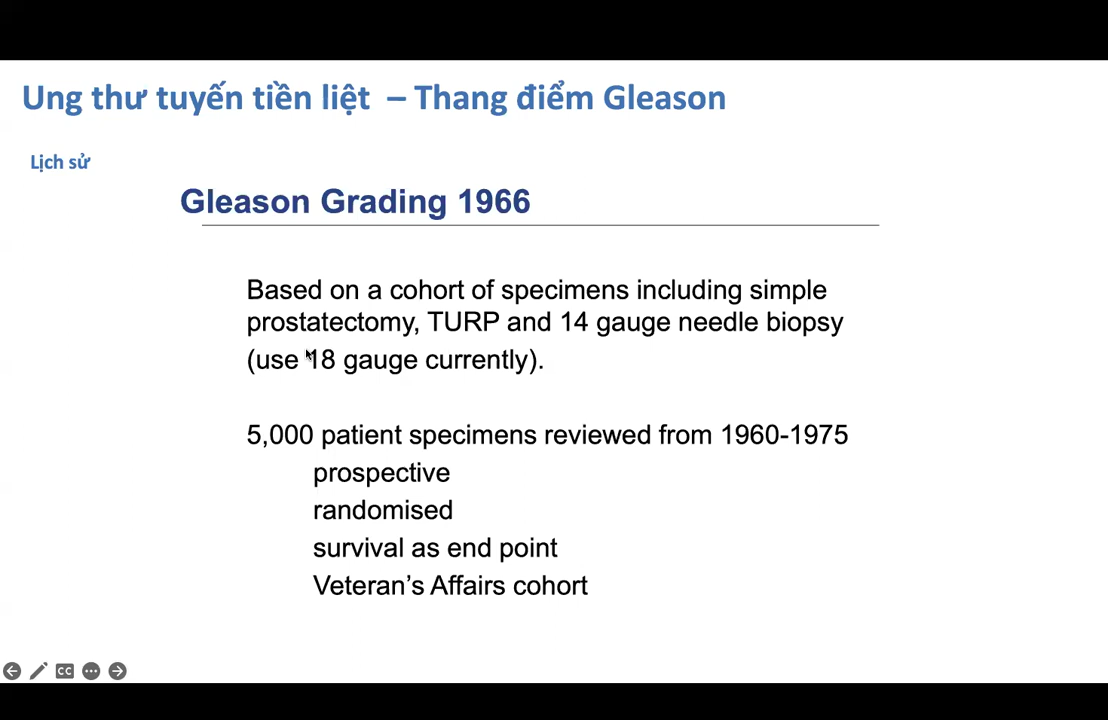 Ung thư tuyến tiền liệt – Thang điểm Gleason
Lịch sử
Gleason Grading 1966
Based on a cohort of specimens including simple
prostatectomy, TURP and 14 gauge needle biopsy
(use 18 gauge currently).
5,000 patient specimens reviewed from 1960-1975
prospective
randomised
survival as end point
Veteran's Affairs cohort
CC